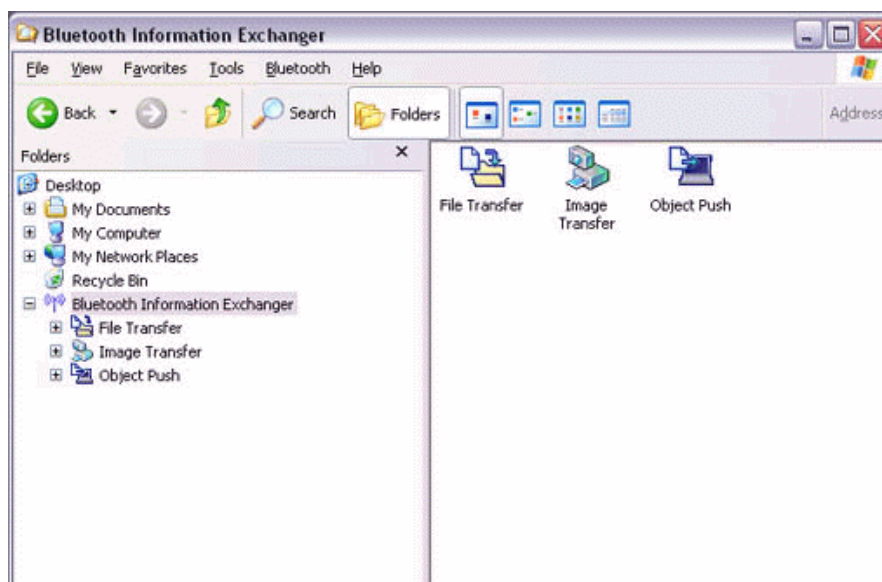 Bluetooth Information Exchanger
File View Favorites Tools Bluetooth Help
Back Search Folders Address
Folders
Desktop
My Documents
My Computer
My Network Places
Recycle Bin
Bluetooth Information Exchanger
File Transfer
Image Transfer
Object Push
File Transfer
Image
Transfer
Object Push